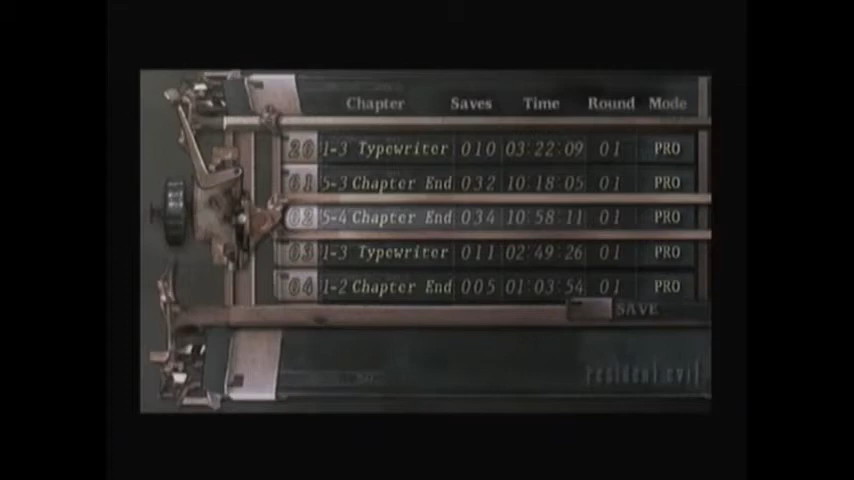 Chapter Saves Time Round Mode
20 1-3 Typewriter 010 03:22:09 01 PRO
01 5-3 Chapter End 032 10:18:05 01 PRO
02 5-4 Chapter End 034 10:58:11 01 PRO
03 1-3 Typewriter 011 02:49:26 01 PRO
04 1-2 Chapter End 005 01:03:54 01 PRO
SAVE
resident evil